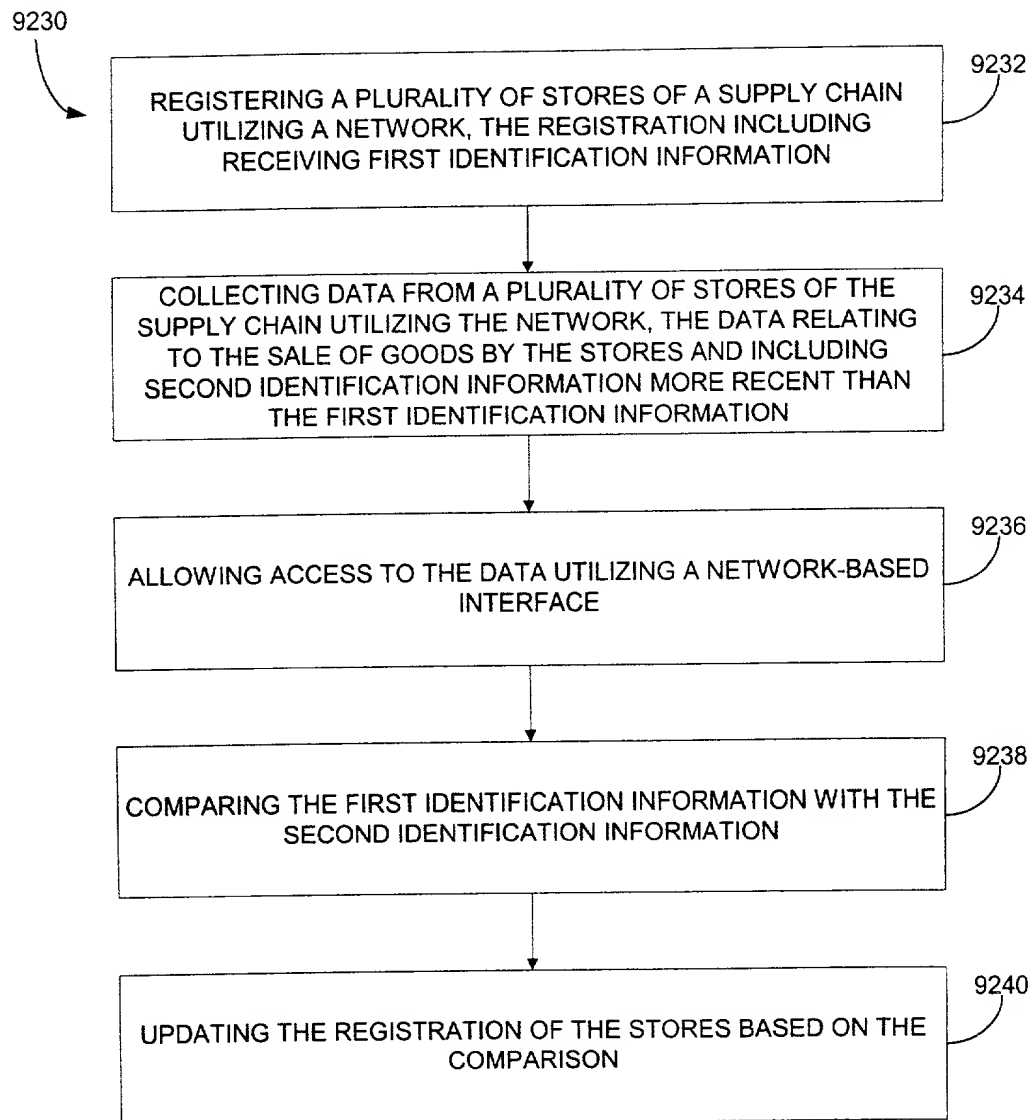 9230
9232
REGISTERING A PLURALITY OF STORES OF A SUPPLY CHAIN
UTILIZING A NETWORK, THE REGISTRATION INCLUDING
RECEIVING FIRST IDENTIFICATION INFORMATION
9234
COLLECTING DATA FROM A PLURALITY OF STORES OF THE
SUPPLY CHAIN UTILIZING THE NETWORK, THE DATA RELATING
TO THE SALE OF GOODS BY THE STORES AND INCLUDING
SECOND IDENTIFICATION INFORMATION MORE RECENT THAN
THE FIRST IDENTIFICATION INFORMATION
9236
ALLOWING ACCESS TO THE DATA UTILIZING A NETWORK-BASED
INTERFACE
9238
COMPARING THE FIRST IDENTIFICATION INFORMATION WITH THE
SECOND IDENTIFICATION INFORMATION
9240
UPDATING THE REGISTRATION OF THE STORES BASED ON THE
COMPARISON